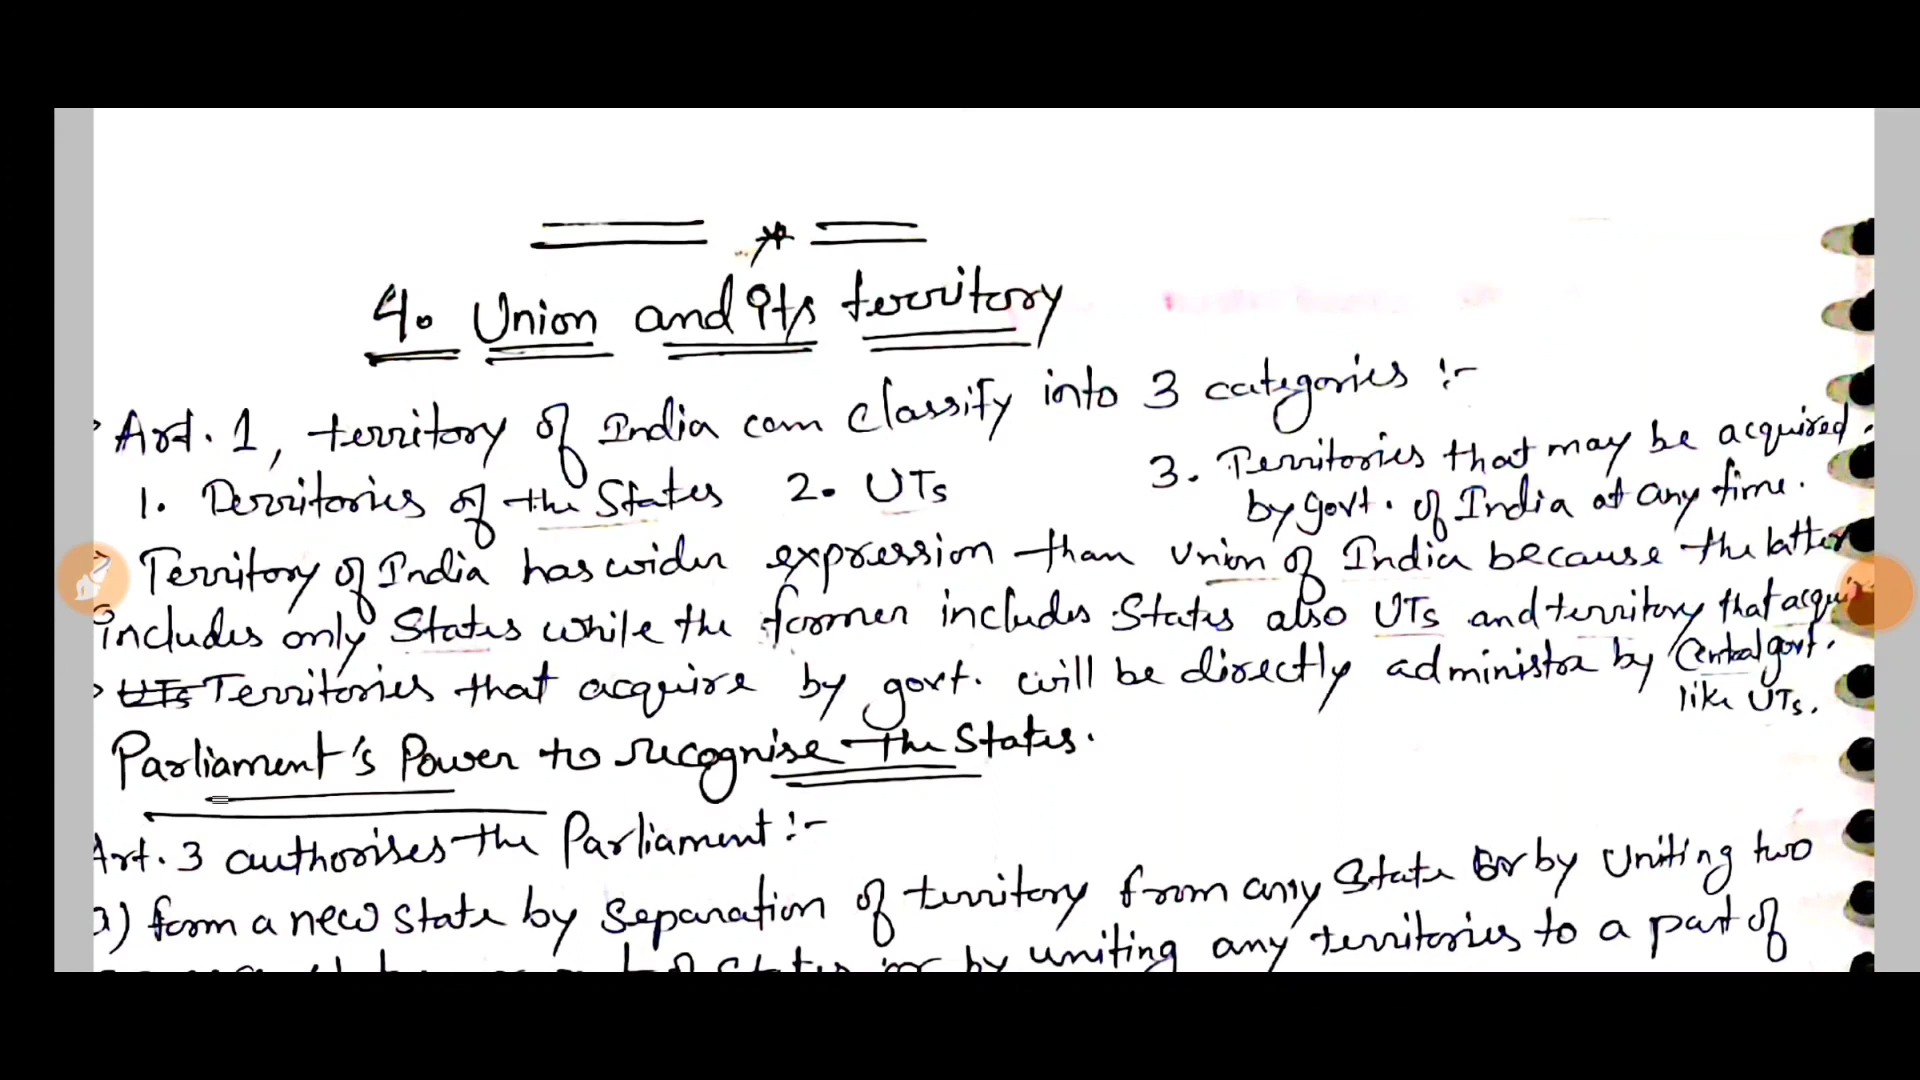 4. Union and its territory
Art. 1, territory of India can classify into 3 categories :-
1. Territories of the States 2. UTs 3. Territories that may be acquired
by govt. of India at any time.
Territory of India has wider expression than Union of India because the latter
includes only States while the former includes States also UTs and territory that acqui
UTs Territories that acquire by govt. will be directly administer by Central govt.
like UTs.
Parliament's Power to recognise the States.
Art. 3 authorises the Parliament :-
a) form a new state by separation of territory from any State or by uniting two
or by uniting any territories to a part of